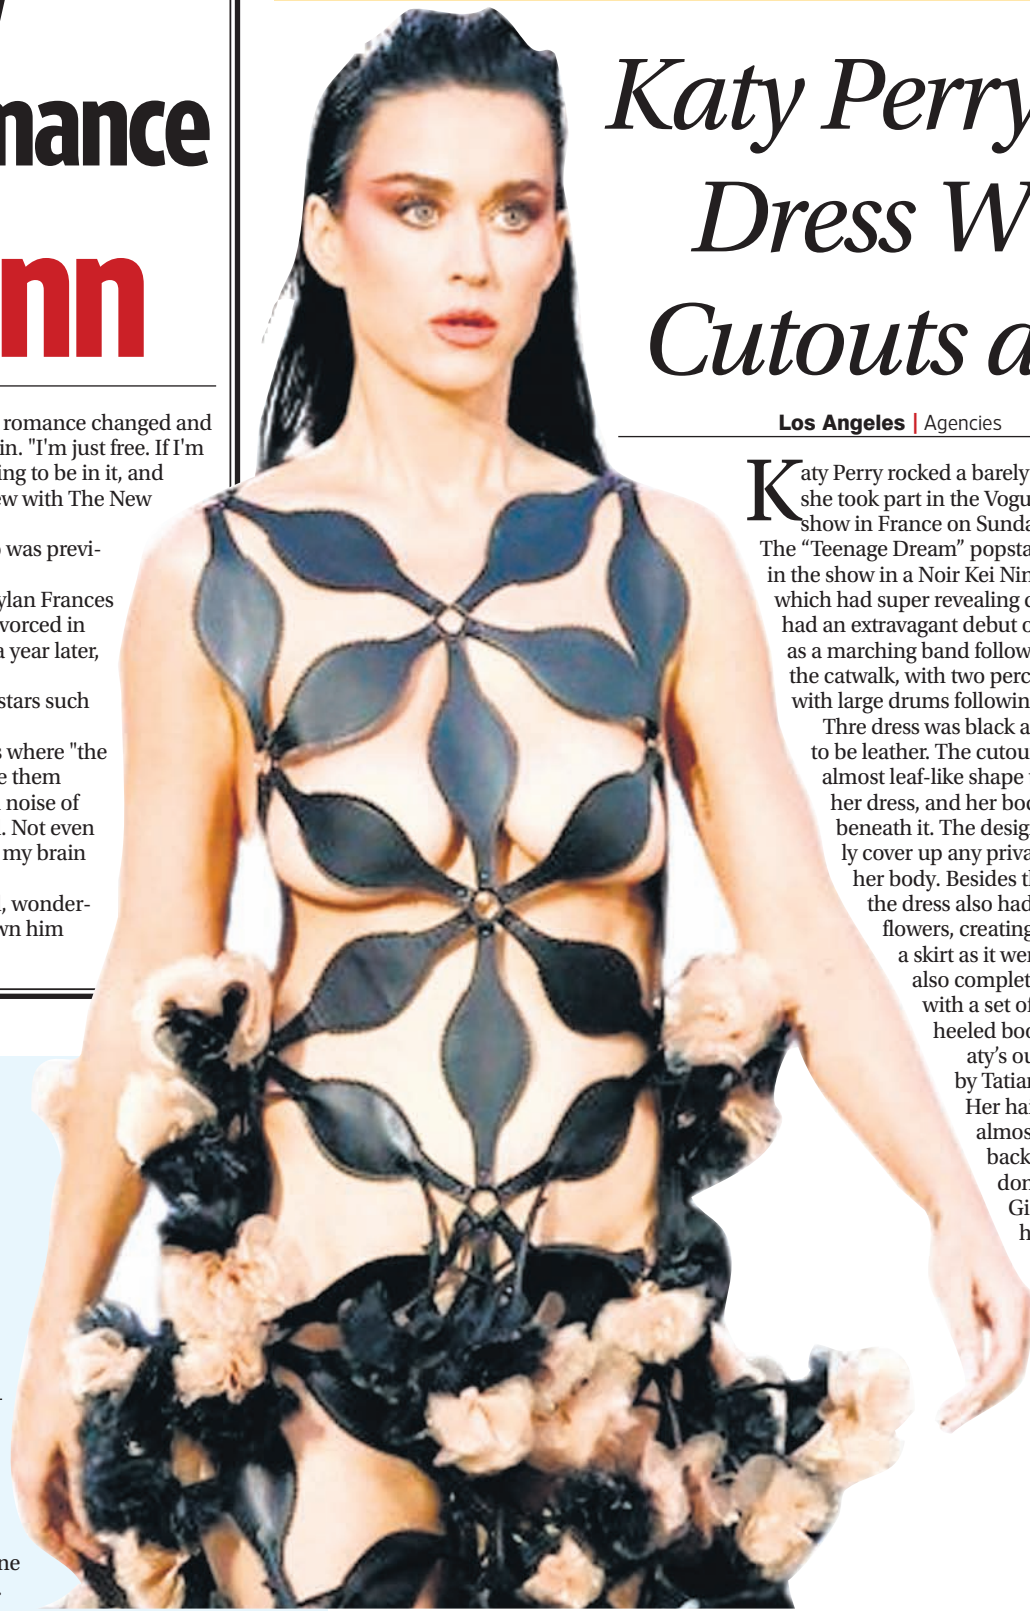 mance
nn
romance changed and
in. "I'm just free. If I'm
ing to be in it, and
ew with The New
was previ-
ylan Frances
vorced in
a year later,
stars such
s where "the
e them
noise of
. Not even
my brain
l, wonder-
wn him
ne
Katy Perry
Dress W
Cutouts a
Los Angeles | Agencies
Katy Perry rocked a barely
she took part in the Vogu
show in France on Sunda
The “Teenage Dream” popsta
in the show in a Noir Kei Nin
which had super revealing c
had an extravagant debut o
as a marching band follow
the catwalk, with two perc
with large drums followin
Thre dress was black a
to be leather. The cutou
almost leaf-like shape
her dress, and her bod
beneath it. The desig
ly cover up any priva
her body. Besides th
the dress also had
flowers, creating
a skirt as it wer
also complet
with a set of
heeled boo
aty’s ou
by Tatian
Her hai
almos
back
don
Gi
h